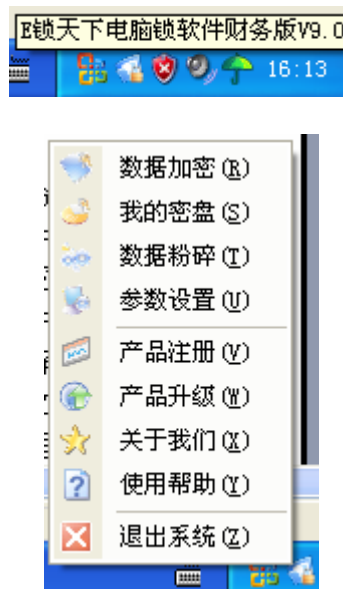 E锁天下电脑锁软件财务版V9.0
16:13
数据加密(R)
我的密盘(S)
数据粉碎(T)
参数设置(U)
产品注册(V)
产品升级(W)
关于我们(X)
使用帮助(Y)
退出系统(Z)